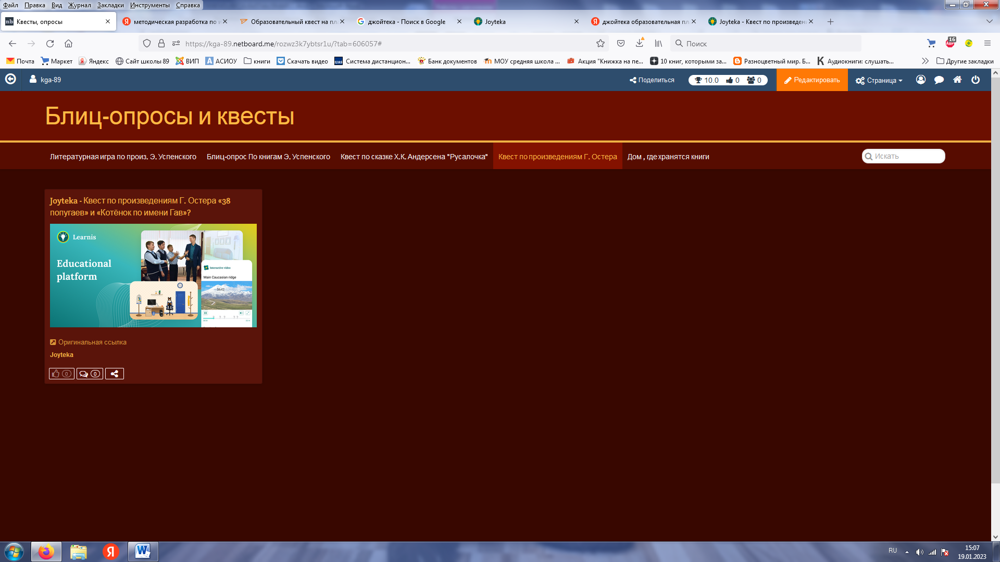 Файл Правка Вид Журнал Закладки Инструменты Справка
Квесты, опросы
методическая разработка по и
Образовательный квест на пл
джойтека - Поиск в Google
Joyteka
джойтека образовательная пл
Joyteka - Квест по произведен
https://kga-89.netboard.me/rozwz3k7ybtsr1u/?tab=606057#
Поиск
16
ABP
Почта Маркет Яндекс Сайт школы 89 ВИП АСИОУ книги Скачать видео Система дистанцион... Банк документов МОУ средняя школа ... Акция "Книжка на пе... 10 книг, которыми за... Разноцветный мир. Б... Аудиокниги: слушать... Другие закладки
kga-89
Поделиться
10.0 0 0
Редактировать
Страница
Блиц-опросы и квесты
Литературная игра по произ. Э. Успенского
Блиц-опрос По книгам Э. Успенского
Квест по сказке Х.К. Андерсена "Русалочка"
Квест по произведениям Г. Остера
Дом , где хранятся книги
Искать
Joyteka - Квест по произведениям Г. Остера «38
попугаев» и «Котёнок по имени Гав»?
Learnis
Educational
platform
Interactive video
Main Caucasian ridge
5642
Оригинальная ссылка
Joyteka
0 0
RU
15:07
19.01.2023